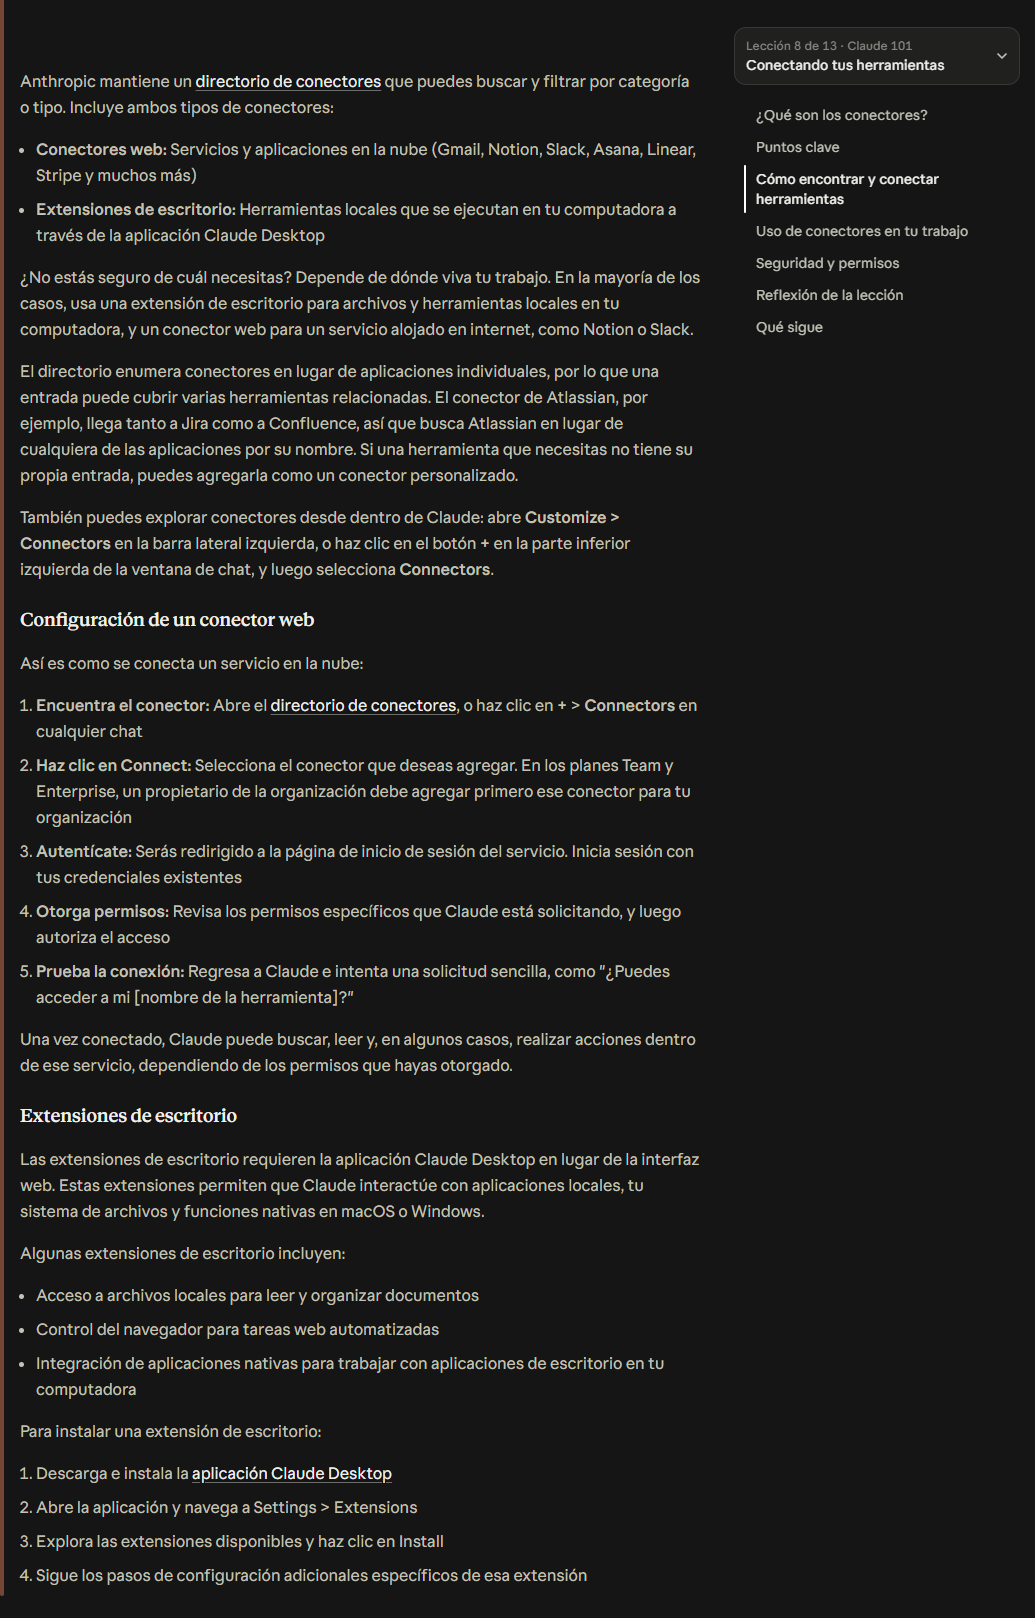 Anthropic mantiene un directorio de conectores que puedes buscar y filtrar por categoría
o tipo. Incluye ambos tipos de conectores:
• Conectores web: Servicios y aplicaciones en la nube (Gmail, Notion, Slack, Asana, Linear,
Stripe y muchos más)
• Extensiones de escritorio: Herramientas locales que se ejecutan en tu computadora a
través de la aplicación Claude Desktop
¿No estás seguro de cuál necesitas? Depende de dónde viva tu trabajo. En la mayoría de los
casos, usa una extensión de escritorio para archivos y herramientas locales en tu
computadora, y un conector web para un servicio alojado en internet, como Notion o Slack.
El directorio enumera conectores en lugar de aplicaciones individuales, por lo que una
entrada puede cubrir varias herramientas relacionadas. El conector de Atlassian, por
ejemplo, llega tanto a Jira como a Confluence, así que busca Atlassian en lugar de
cualquiera de las aplicaciones por su nombre. Si una herramienta que necesitas no tiene su
propia entrada, puedes agregarla como un conector personalizado.
También puedes explorar conectores desde dentro de Claude: abre Customize >
Connectors en la barra lateral izquierda, o haz clic en el botón + en la parte inferior
izquierda de la ventana de chat, y luego selecciona Connectors.
Configuración de un conector web
Así es como se conecta un servicio en la nube:
1. Encuentra el conector: Abre el directorio de conectores, o haz clic en + > Connectors en
cualquier chat
2. Haz clic en Connect: Selecciona el conector que deseas agregar. En los planes Team y
Enterprise, un propietario de la organización debe agregar primero ese conector para tu
organización
3. Autentícate: Serás redirigido a la página de inicio de sesión del servicio. Inicia sesión con
tus credenciales existentes
4. Otorga permisos: Revisa los permisos específicos que Claude está solicitando, y luego
autoriza el acceso
5. Prueba la conexión: Regresa a Claude e intenta una solicitud sencilla, como "¿Puedes
acceder a mi [nombre de la herramienta]?"
Una vez conectado, Claude puede buscar, leer y, en algunos casos, realizar acciones dentro
de ese servicio, dependiendo de los permisos que hayas otorgado.
Extensiones de escritorio
Las extensiones de escritorio requieren la aplicación Claude Desktop en lugar de la interfaz
web. Estas extensiones permiten que Claude interactúe con aplicaciones locales, tu
sistema de archivos y funciones nativas en macOS o Windows.
Algunas extensiones de escritorio incluyen:
• Acceso a archivos locales para leer y organizar documentos
• Control del navegador para tareas web automatizadas
• Integración de aplicaciones nativas para trabajar con aplicaciones de escritorio en tu
computadora
Para instalar una extensión de escritorio:
1. Descarga e instala la aplicación Claude Desktop
2. Abre la aplicación y navega a Settings > Extensions
3. Explora las extensiones disponibles y haz clic en Install
4. Sigue los pasos de configuración adicionales específicos de esa extensión
Lección 8 de 13 · Claude 101
Conectando tus herramientas
¿Qué son los conectores?
Puntos clave
Cómo encontrar y conectar
herramientas
Uso de conectores en tu trabajo
Seguridad y permisos
Reflexión de la lección
Qué sigue